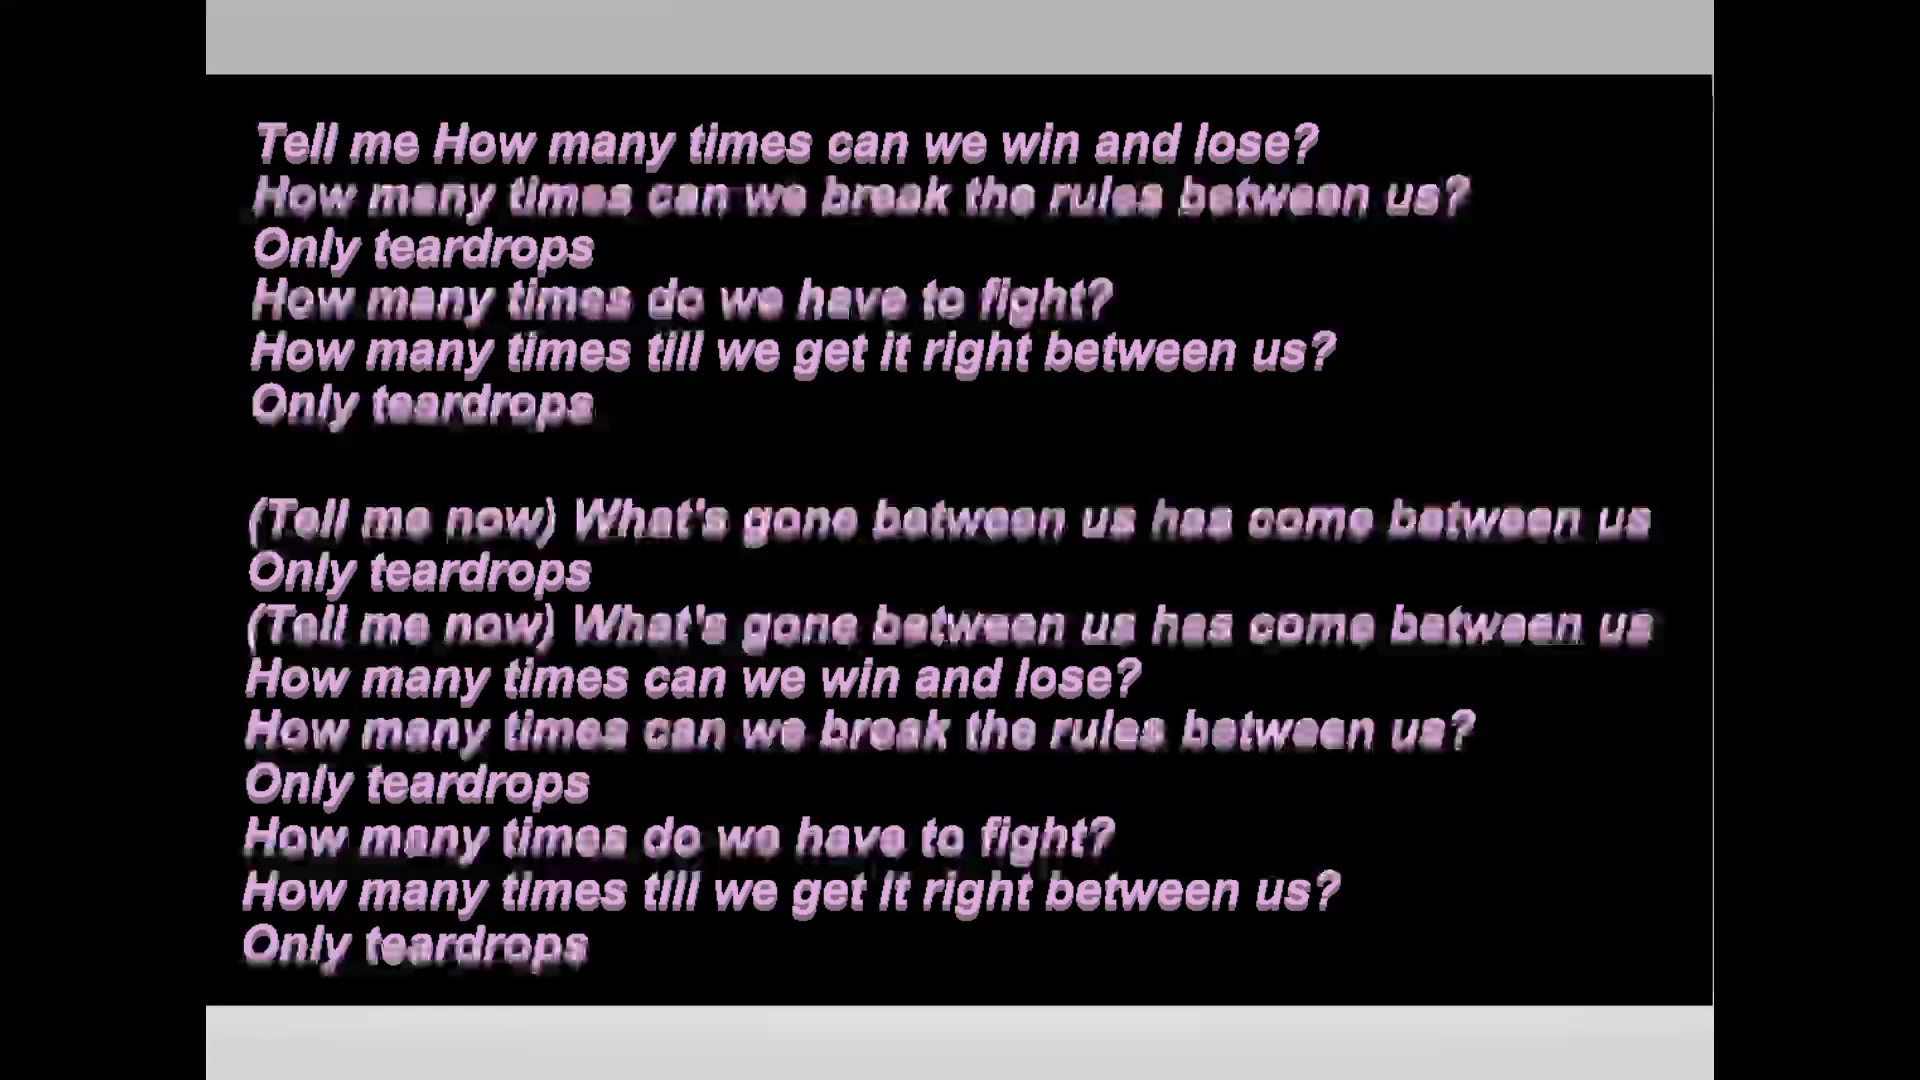 Tell me How many times can we win and lose?
How many times can we break the rules between us?
Only teardrops
How many times do we have to fight?
How many times till we get it right between us?
Only teardrops
(Tell me now) What's gone between us has come between us
Only teardrops
(Tell me now) What's gone between us has come between us
How many times can we win and lose?
How many times can we break the rules between us?
Only teardrops
How many times do we have to fight?
How many times till we get it right between us?
Only teardrops